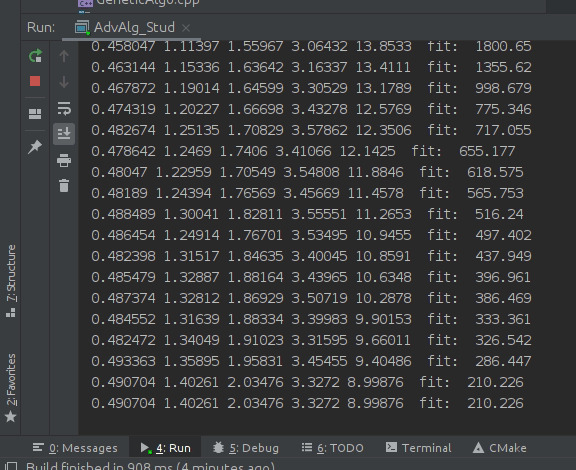 GeneticAlgo.cpp
Run: AdvAlg_Stud ×
0.458047 1.11397 1.55967 3.06432 13.8533 fit: 1800.65
0.463144 1.15336 1.63642 3.16337 13.4111 fit: 1355.62
0.467872 1.19014 1.64599 3.30529 13.1789 fit: 998.679
0.474319 1.20227 1.66698 3.43278 12.5769 fit: 775.346
0.482674 1.25135 1.70829 3.57862 12.3506 fit: 717.055
0.478642 1.2469 1.7406 3.41066 12.1425 fit: 655.177
0.48047 1.22959 1.70549 3.54808 11.8846 fit: 618.575
0.48189 1.24394 1.76569 3.45669 11.4578 fit: 565.753
0.488489 1.30041 1.82811 3.55551 11.2653 fit: 516.24
0.486454 1.24914 1.76701 3.53495 10.9455 fit: 497.402
0.482398 1.31517 1.84635 3.40045 10.8591 fit: 437.949
0.485479 1.32887 1.88164 3.43965 10.6348 fit: 396.961
0.487374 1.32812 1.86929 3.50719 10.2878 fit: 386.469
0.484552 1.31639 1.88334 3.39983 9.90153 fit: 333.361
0.482472 1.34049 1.91023 3.31595 9.66011 fit: 326.542
0.493363 1.35895 1.95831 3.45455 9.40486 fit: 286.447
0.490704 1.40261 2.03476 3.3272 8.99876 fit: 210.226
0.490704 1.40261 2.03476 3.3272 8.99876 fit: 210.226
7: Structure
2: Favorites
0: Messages 4: Run 5: Debug 6: TODO Terminal CMake
Build finished in 908 ms (4 minutes ago)